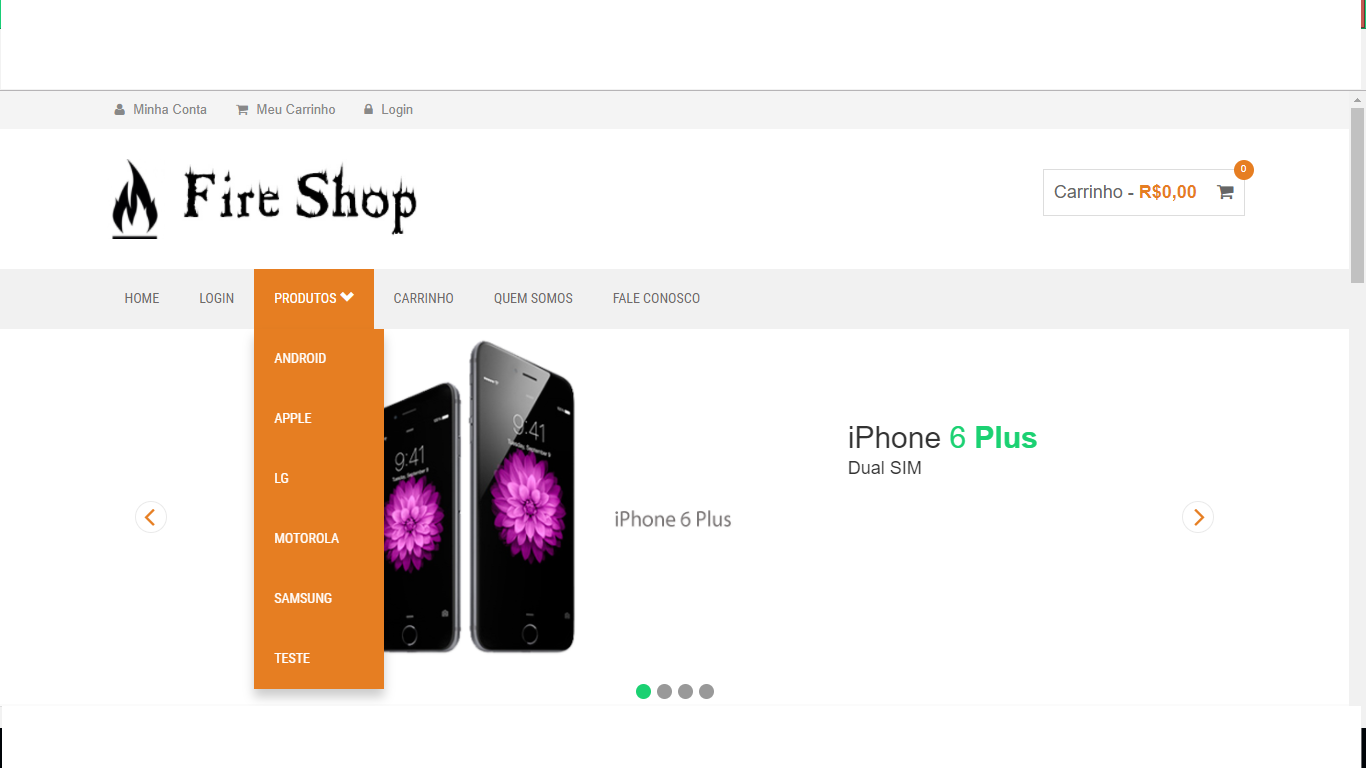 Minha Conta Meu Carrinho Login
Fire Shop
Carrinho - R$0,00
0
HOME LOGIN PRODUTOS CARRINHO QUEM SOMOS FALE CONOSCO
ANDROID
APPLE
LG
MOTOROLA
SAMSUNG
TESTE
9:41
9:41
iPhone 6 Plus
iPhone 6 Plus
Dual SIM